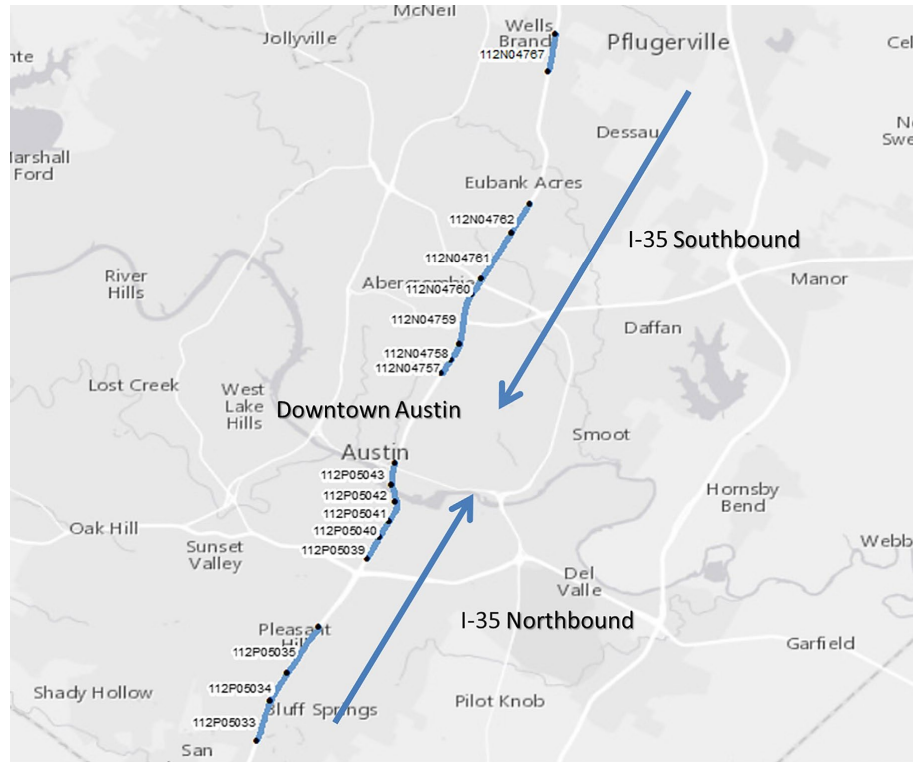 McNeil
Wells
Branch
Jollyville
112N04767
Pflugerville
Cel
nte
Dessau
N
Swe
Marshall
Ford
Eubank Acres
112N04762
I-35 Southbound
112N04761
River
Hills
Abercrombie
112N04760
Manor
112N04759
Daffan
112N04758
112N04757
Lost Creek
West
Lake
Hills
Downtown Austin
Smoot
Austin
112P05043
112P05042
Hornsby
Bend
112P05041
Oak Hill
112P05040
Sunset
Valley
112P05039
Webb
Del
Valle
I-35 Northbound
Pleasant
Hill
Garfield
112P05035
Shady Hollow
112P05034
Pilot Knob
Bluff Springs
112P05033
San